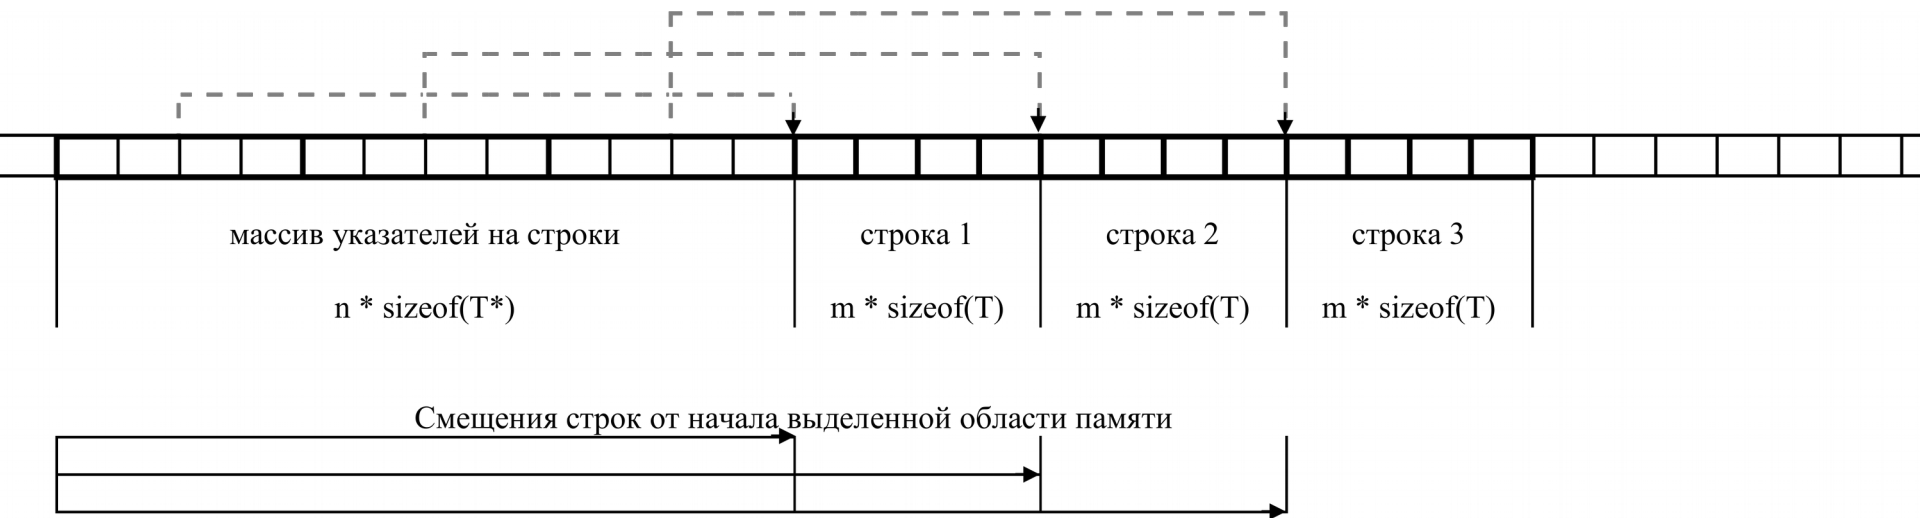 массив указателей на строки
строка 1
строка 2
строка 3
n * sizeof(T*)
m * sizeof(T)
m * sizeof(T)
m * sizeof(T)
Смещения строк от начала выделенной области памяти